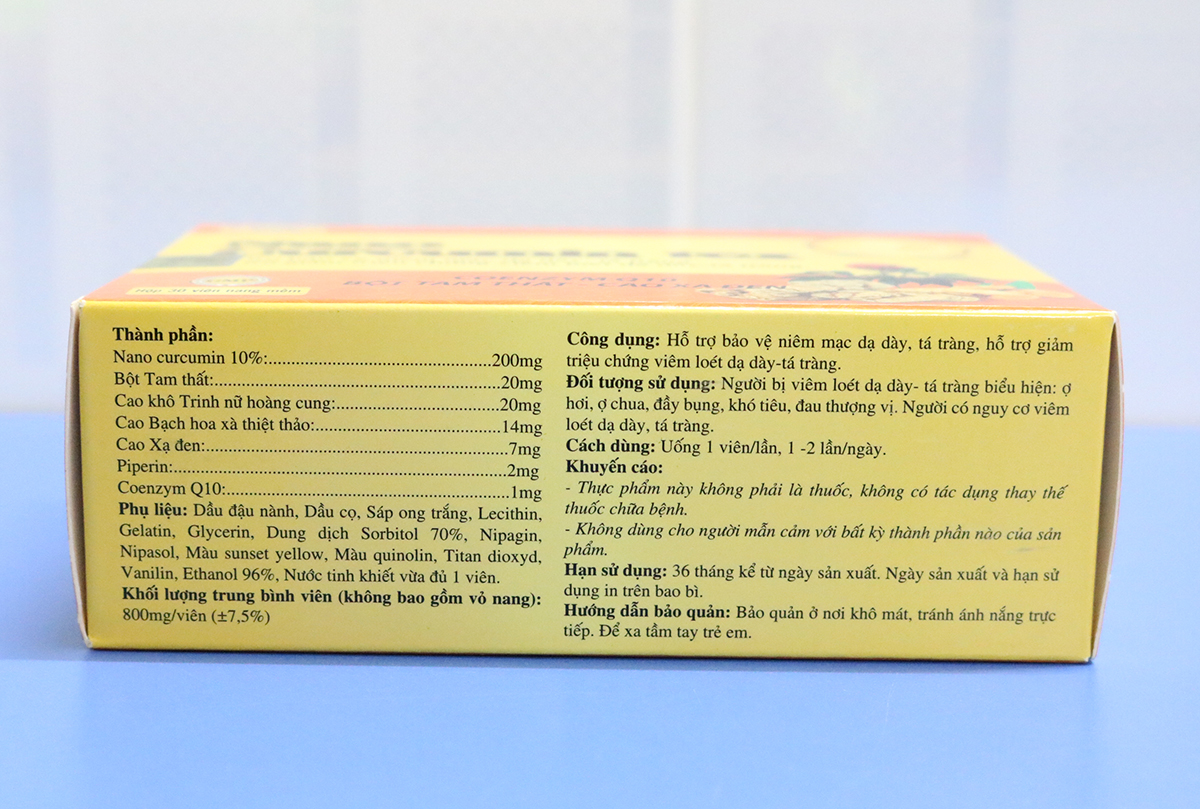 COENZYM Q10
BỘT TAM THẤT - CAO XẠ ĐEN
Hộp 30 viên nang mềm
Thành phần:
Nano curcumin 10%:..........................................200mg
Bột Tam thất:.....................................................20mg
Cao khô Trinh nữ hoàng cung:..............................20mg
Cao Bạch hoa xà thiệt thảo:..................................14mg
Cao Xạ đen:.........................................................7mg
Piperin:...............................................................2mg
Coenzym Q10:....................................................1mg
Phụ liệu: Dầu đậu nành, Dầu cọ, Sáp ong trắng, Lecithin,
Gelatin, Glycerin, Dung dịch Sorbitol 70%, Nipagin,
Nipasol, Màu sunset yellow, Màu quinolin, Titan dioxyd,
Vanilin, Ethanol 96%, Nước tinh khiết vừa đủ 1 viên.
Khối lượng trung bình viên (không bao gồm vỏ nang):
800mg/viên (±7,5%)
Công dụng: Hỗ trợ bảo vệ niêm mạc dạ dày, tá tràng, hỗ trợ giảm
triệu chứng viêm loét dạ dày-tá tràng.
Đối tượng sử dụng: Người bị viêm loét dạ dày- tá tràng biểu hiện: ợ
hơi, ợ chua, đầy bụng, khó tiêu, đau thượng vị. Người có nguy cơ viêm
loét dạ dày, tá tràng.
Cách dùng: Uống 1 viên/lần, 1 -2 lần/ngày.
Khuyến cáo:
- Thực phẩm này không phải là thuốc, không có tác dụng thay thế
thuốc chữa bệnh.
- Không dùng cho người mẫn cảm với bất kỳ thành phần nào của sản
phẩm.
Hạn sử dụng: 36 tháng kể từ ngày sản xuất. Ngày sản xuất và hạn sử
dụng in trên bao bì.
Hướng dẫn bảo quản: Bảo quản ở nơi khô mát, tránh ánh nắng trực
tiếp. Để xa tầm tay trẻ em.